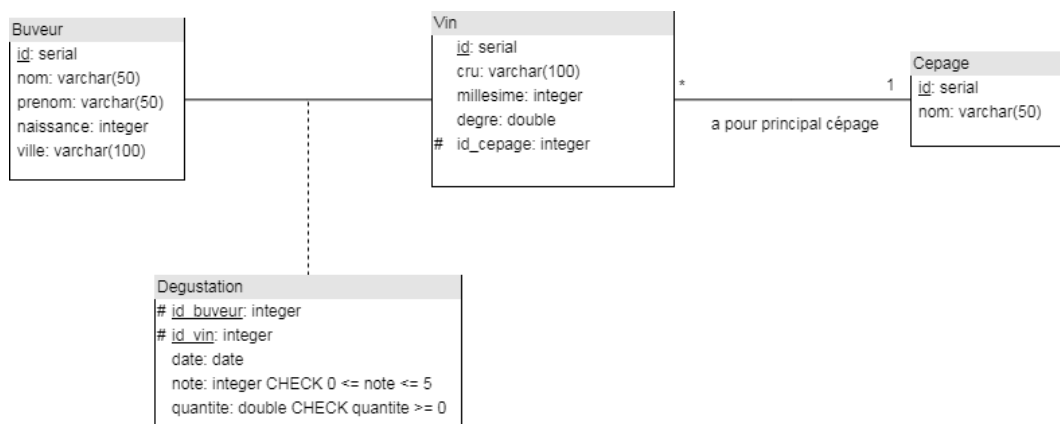 Buveur
id: serial
nom: varchar(50)
prenom: varchar(50)
naissance: integer
ville: varchar(100)
Vin
id: serial
cru: varchar(100)
millesime: integer
degre: double
# id_cepage: integer
* 1
a pour principal cépage
Cepage
id: serial
nom: varchar(50)
Degustation
# id_buveur: integer
# id_vin: integer
date: date
note: integer CHECK 0 <= note <= 5
quantite: double CHECK quantite >= 0